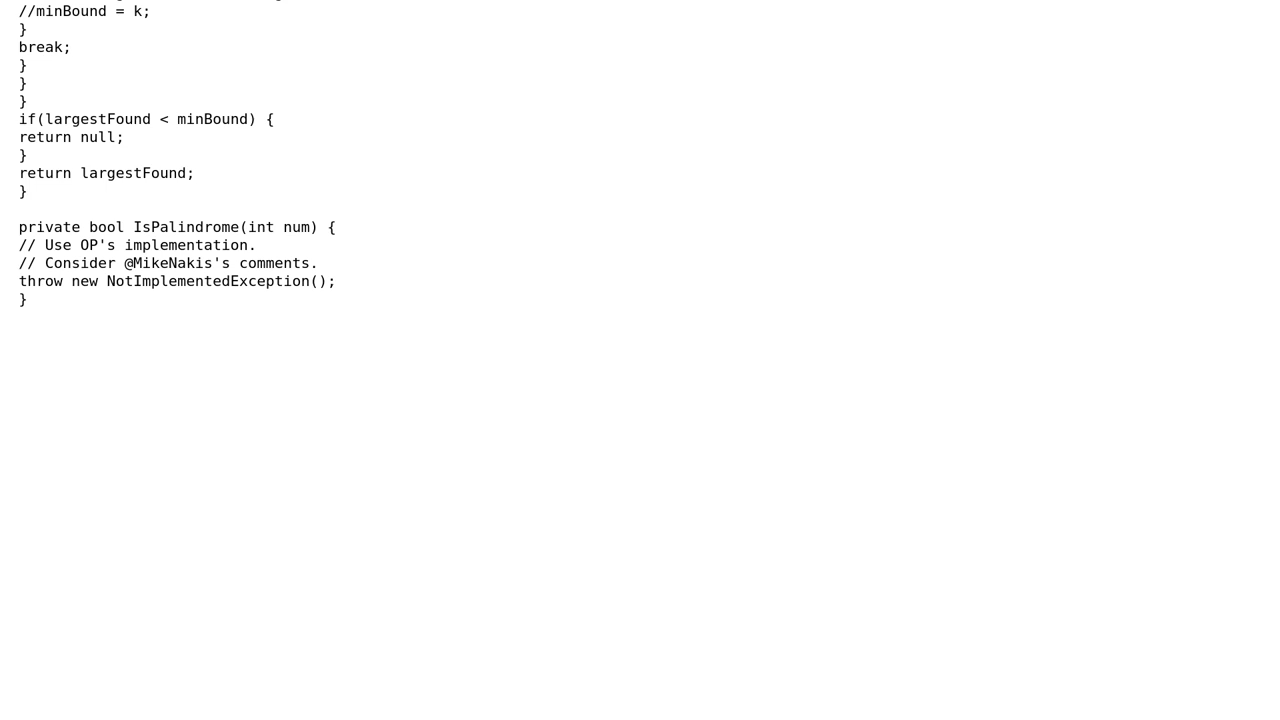 //minBound = k;
}
break;
}
}
}
if(largestFound < minBound) {
return null;
}
return largestFound;
}

private bool IsPalindrome(int num) {
// Use OP's implementation.
// Consider @MikeNakis's comments.
throw new NotImplementedException();
}